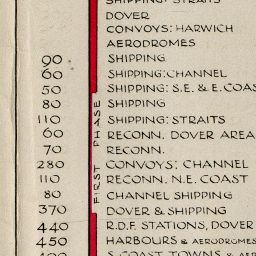 SHIPPING: STRAITS
DOVER
CONVOYS: HARWICH
AERODROMES
90 SHIPPING
60 SHIPPING: CHANNEL
50 SHIPPING: S.E. & E. COAS
80 SHIPPING
110 SHIPPING: STRAITS
60 RECONN. DOVER AREA
70 RECONN.
280 CONVOYS: CHANNEL
110 RECONN. N.E. COAST
80 CHANNEL SHIPPING
370 DOVER & SHIPPING
440 R.D.F. STATIONS, DOVER
450 HARBOURS & AERODROMES
400 S. COAST TOWNS & AER
FIRST PHASE